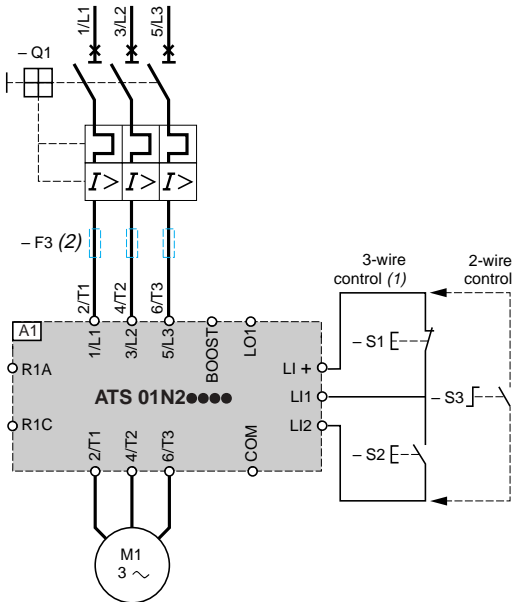 1/L1
3/L2
5/L3
– Q1
I>
I>
I>
– F3 (2)
2/T1
4/T2
6/T3
3-wire
control (1)
2-wire
control
A1
1/L1
3/L2
5/L3
BOOST
LO1
R1A
LI +
– S1
ATS 01N2●●●●
LI1
– S3
R1C
LI2
– S2
2/T1
4/T2
6/T3
COM
M1
3 ~